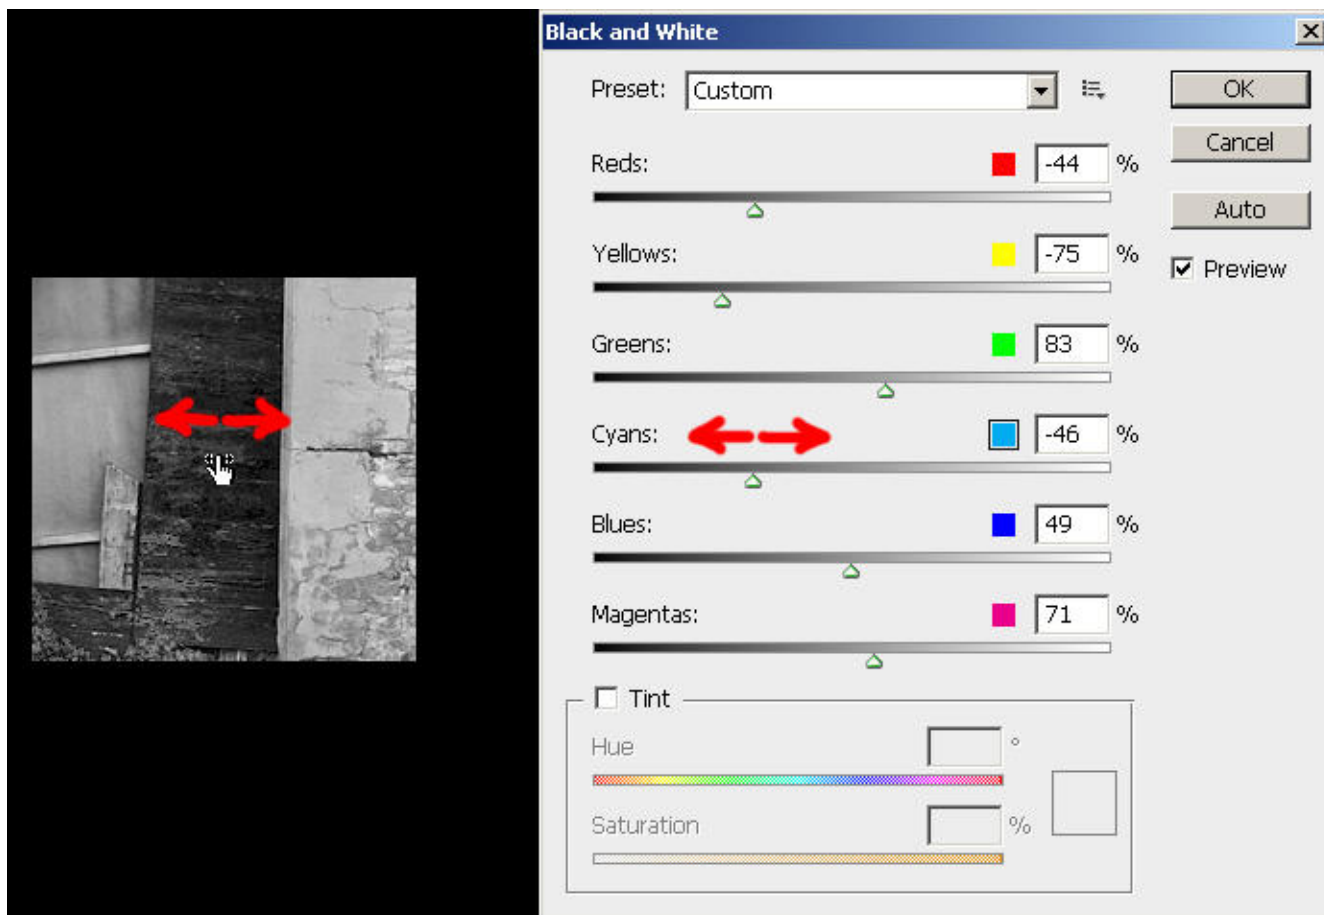 Black and White
Preset: Custom
OK
Cancel
Reds: -44 %
Auto
Yellows: -75 %
Preview
Greens: 83 %
Cyans: -46 %
Blues: 49 %
Magentas: 71 %
Tint
Hue °
Saturation %